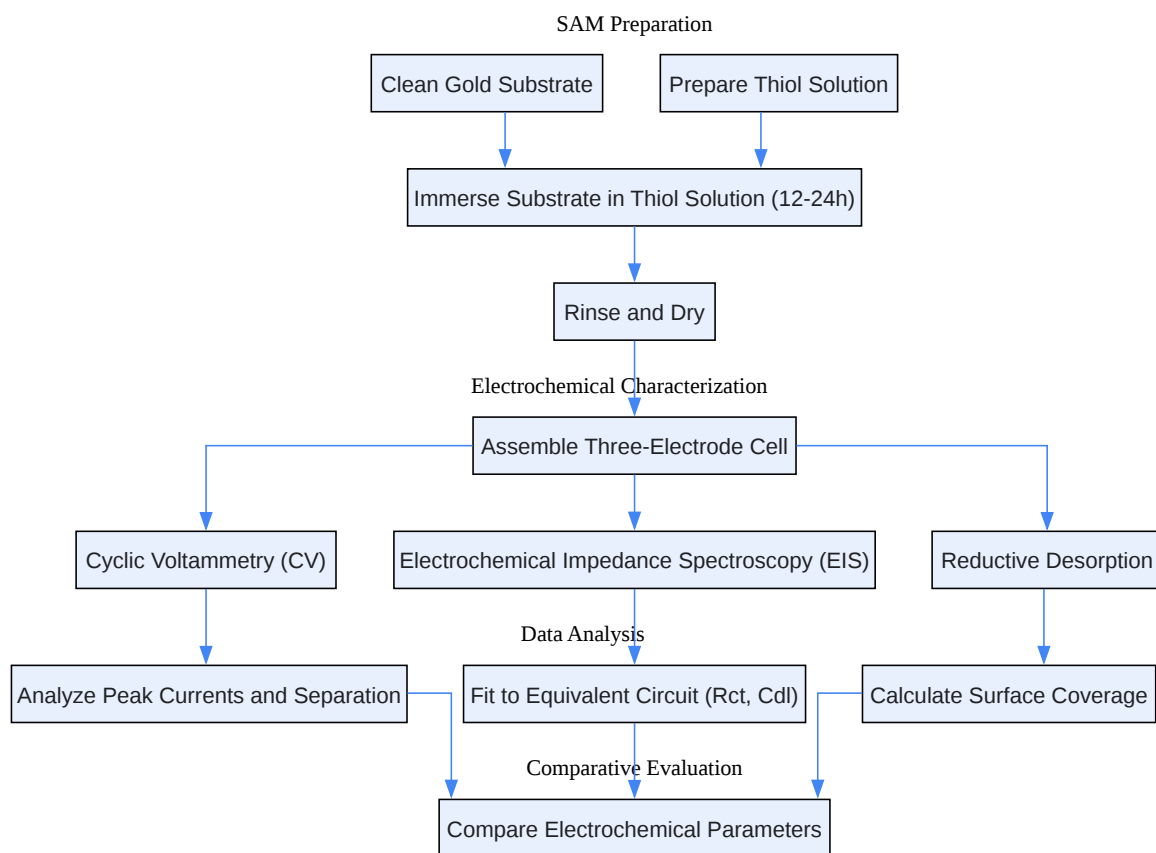 SAM Preparation
Clean Gold Substrate
Prepare Thiol Solution
Immerse Substrate in Thiol Solution (12-24h)
Rinse and Dry
Electrochemical Characterization
Assemble Three-Electrode Cell
Cyclic Voltammetry (CV)
Electrochemical Impedance Spectroscopy (EIS)
Reductive Desorption
Data Analysis
Analyze Peak Currents and Separation
Fit to Equivalent Circuit (Rct, Cdl)
Calculate Surface Coverage
Comparative Evaluation
Compare Electrochemical Parameters